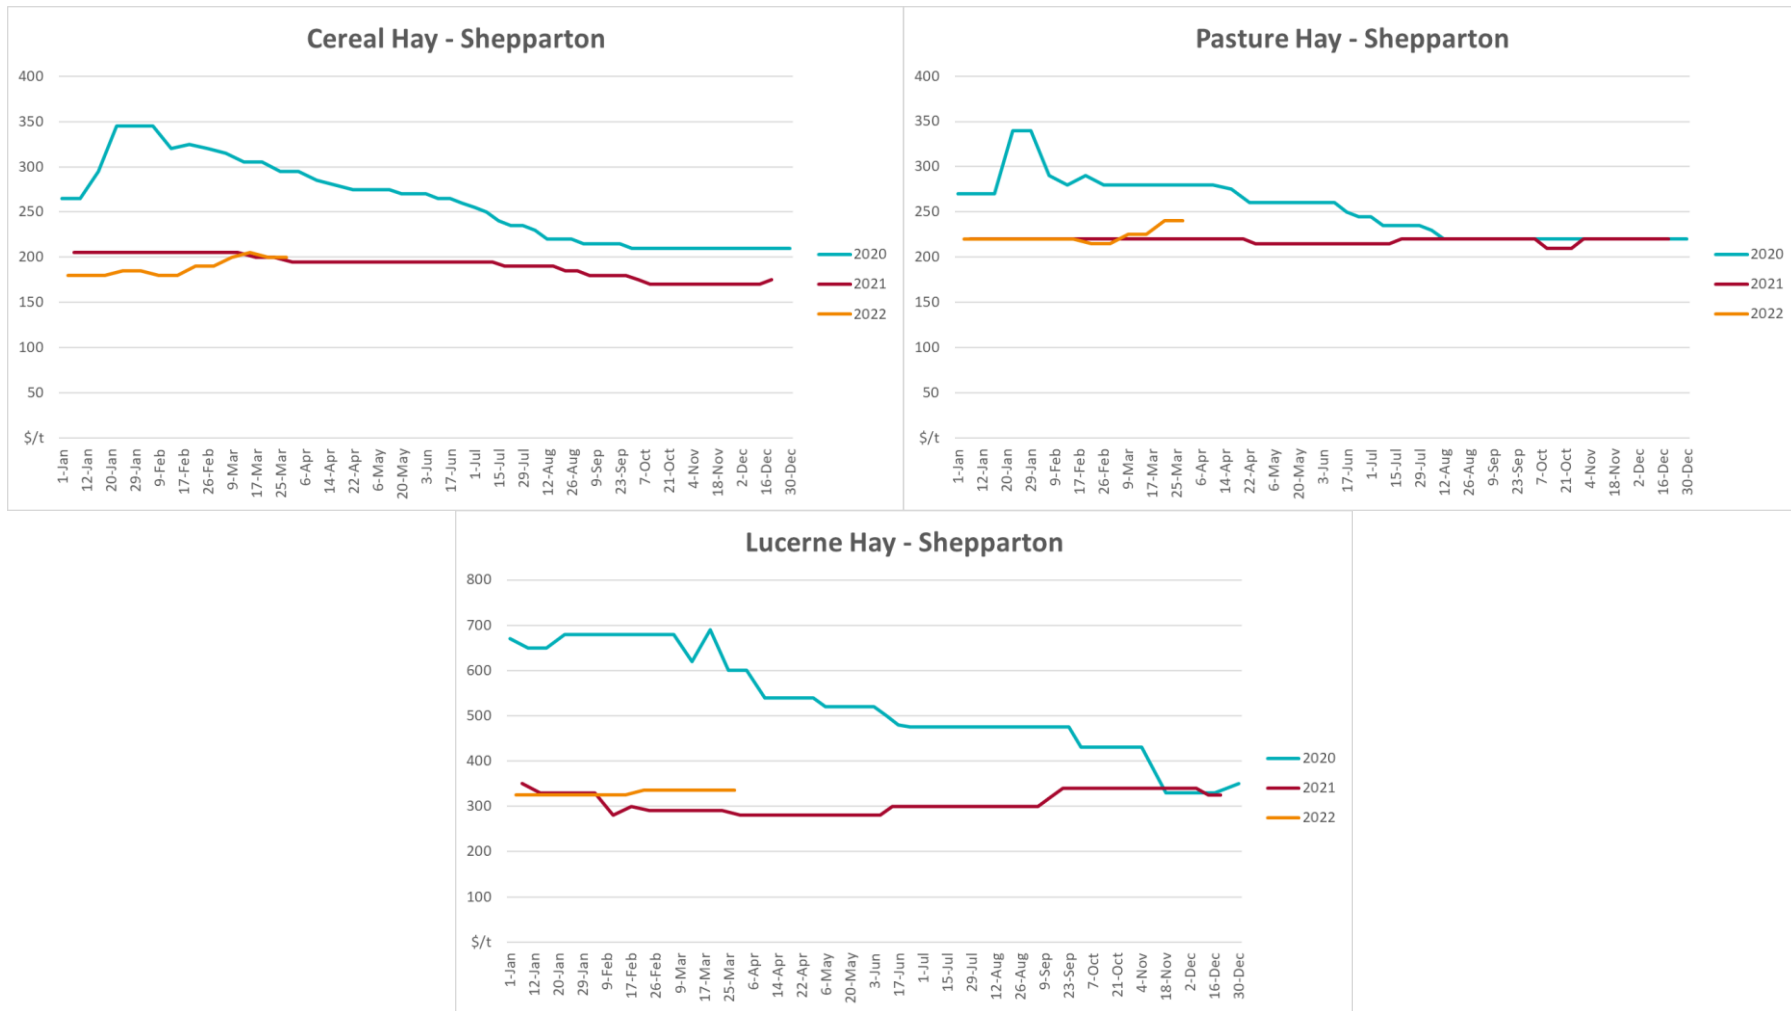 Cereal Hay - Shepparton
400
350
300
250
200
150
100
50
$/t
1-Jan
12-Jan
20-Jan
29-Jan
9-Feb
17-Feb
26-Feb
9-Mar
17-Mar
25-Mar
6-Apr
14-Apr
22-Apr
6-May
20-May
3-Jun
17-Jun
1-Jul
15-Jul
29-Jul
12-Aug
26-Aug
9-Sep
23-Sep
7-Oct
21-Oct
4-Nov
18-Nov
2-Dec
16-Dec
30-Dec
2020
2021
2022
Pasture Hay - Shepparton
400
350
300
250
200
150
100
50
$/t
1-Jan
12-Jan
20-Jan
29-Jan
9-Feb
17-Feb
26-Feb
9-Mar
17-Mar
25-Mar
6-Apr
14-Apr
22-Apr
6-May
20-May
3-Jun
17-Jun
1-Jul
15-Jul
29-Jul
12-Aug
26-Aug
9-Sep
23-Sep
7-Oct
21-Oct
4-Nov
18-Nov
2-Dec
16-Dec
30-Dec
2020
2021
2022
Lucerne Hay - Shepparton
800
700
600
500
400
300
200
100
$/t
1-Jan
12-Jan
20-Jan
29-Jan
9-Feb
17-Feb
26-Feb
9-Mar
17-Mar
25-Mar
6-Apr
14-Apr
22-Apr
6-May
20-May
3-Jun
17-Jun
1-Jul
15-Jul
29-Jul
12-Aug
26-Aug
9-Sep
23-Sep
7-Oct
21-Oct
4-Nov
18-Nov
2-Dec
16-Dec
30-Dec
2020
2021
2022